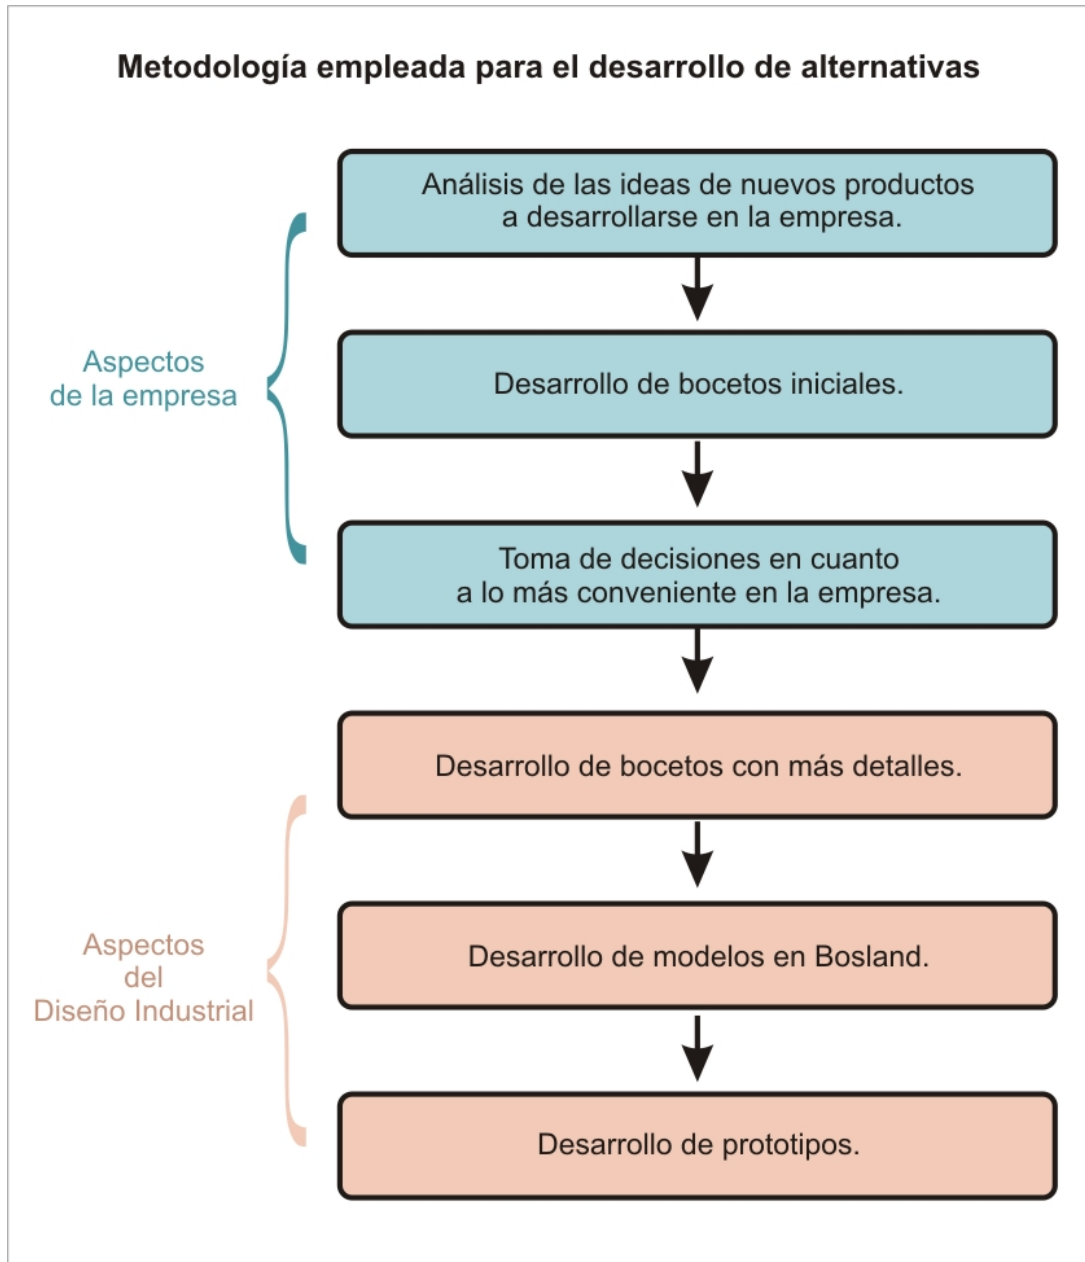 Metodología empleada para el desarrollo de alternativas
Análisis de las ideas de nuevos productos
a desarrollarse en la empresa.
Aspectos
de la empresa
Desarrollo de bocetos iniciales.
Toma de decisiones en cuanto
a lo más conveniente en la empresa.
Desarrollo de bocetos con más detalles.
Aspectos
del
Diseño Industrial
Desarrollo de modelos en Bosland.
Desarrollo de prototipos.